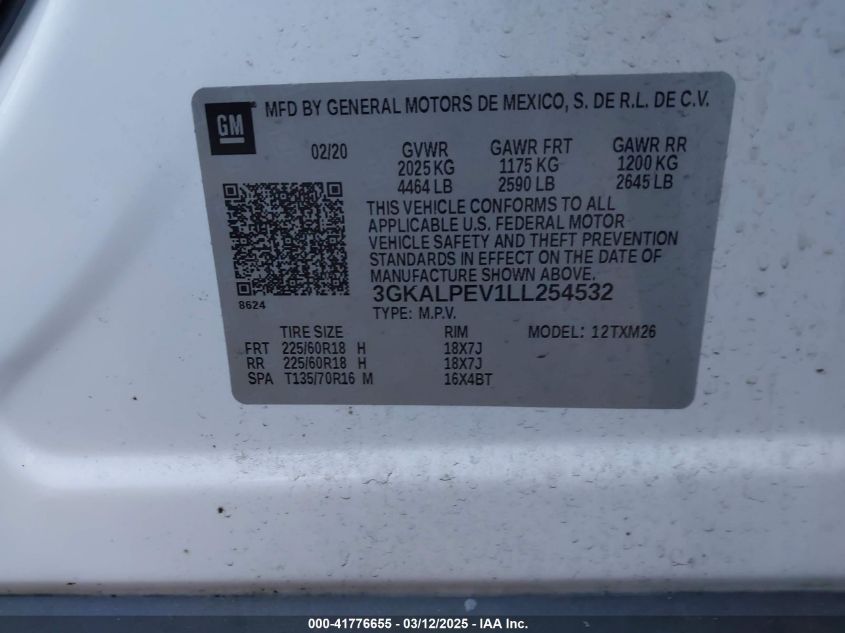 GM
MFD BY GENERAL MOTORS DE MEXICO, S. DE R.L. DE C.V.
02/20 GVWR GAWR FRT GAWR RR
2025 KG 1175 KG 1200 KG
4464 LB 2590 LB 2645 LB
THIS VEHICLE CONFORMS TO ALL
APPLICABLE U.S. FEDERAL MOTOR
VEHICLE SAFETY AND THEFT PREVENTION
STANDARDS IN EFFECT ON THE DATE OF
MANUFACTURE SHOWN ABOVE.
8624 3GKALPEV1LL254532
TYPE: M.P.V.
TIRE SIZE RIM MODEL: 12TXM26
FRT 225/60R18 H 18X7J
RR 225/60R18 H 18X7J
SPA T135/70R16 M 16X4BT
000-41776655 - 03/12/2025 - IAA Inc.